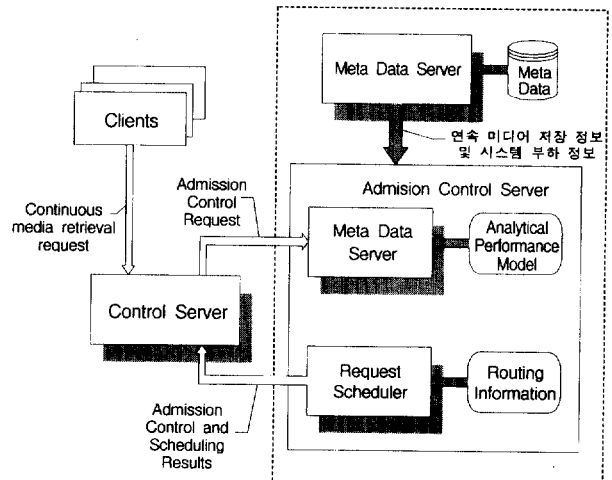 Meta Data Server
Meta
Data
Clients
연속 미디어 저장 정보
및 시스템 부하 정보
Admision Control Server
Admission
Control
Request
Continuous
media retrieval
request
Meta Data
Server
Analytical
Performance
Model
Control Server
Request
Scheduler
Routing
Information
Admission
Control and
Scheduling
Results